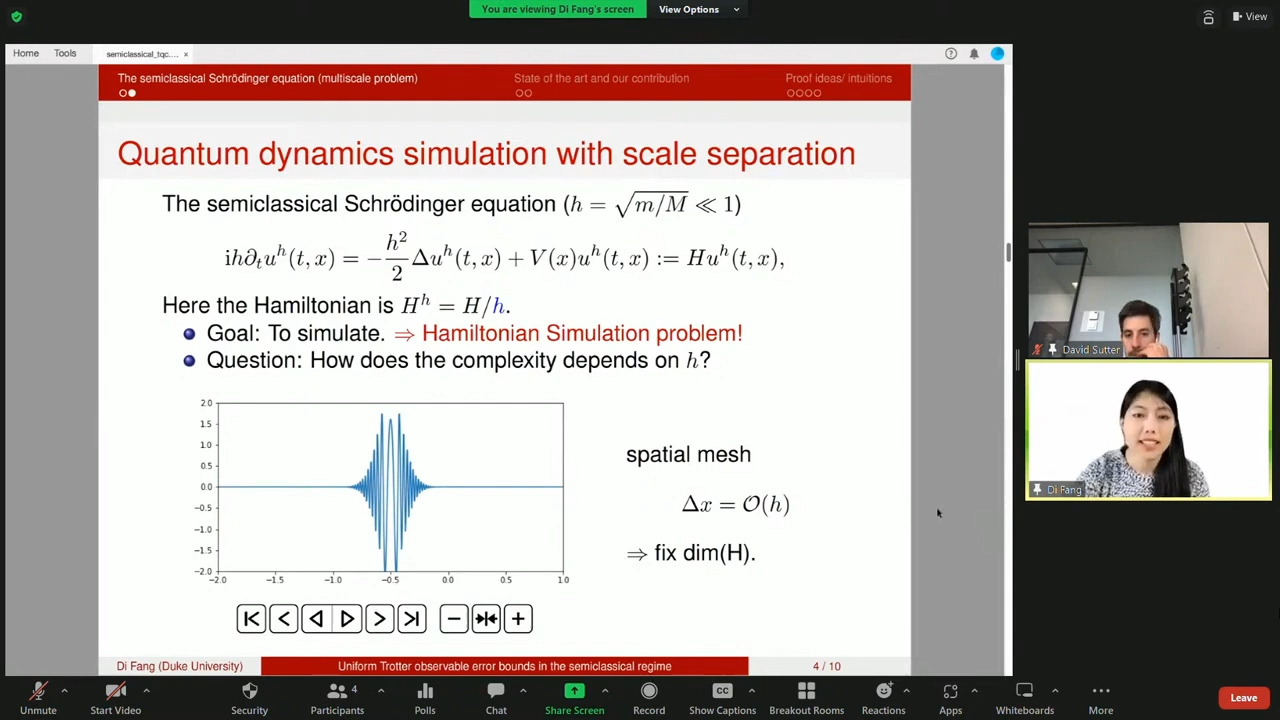 You are viewing Di Fang's screen
View Options
View
Home Tools semiclassical_tqc.... ×
The semiclassical Schrödinger equation (multiscale problem)
State of the art and our contribution
Proof ideas/ intuitions
Quantum dynamics simulation with scale separation
The semiclassical Schrödinger equation (h = √m/M ≪ 1)
ih∂ₜuʰ(t, x) = −h²/2 Δuʰ(t, x) + V(x)uʰ(t, x) := Huʰ(t, x),
Here the Hamiltonian is Hʰ = H/h.
Goal: To simulate. ⇒ Hamiltonian Simulation problem!
Question: How does the complexity depends on h?
2.0
1.5
1.0
0.5
0.0
−0.5
−1.0
−1.5
−2.0
−2.0 −1.5 −1.0 −0.5 0.0 0.5 1.0
spatial mesh
Δx = O(h)
⇒ fix dim(H).
Di Fang (Duke University)
Uniform Trotter observable error bounds in the semiclassical regime
4 / 10
David Sutter
Di Fang
Unmute
Start Video
Security
4
Participants
Polls
Chat
Share Screen
Record
CC
Show Captions
Breakout Rooms
Reactions
Apps
Whiteboards
More
Leave